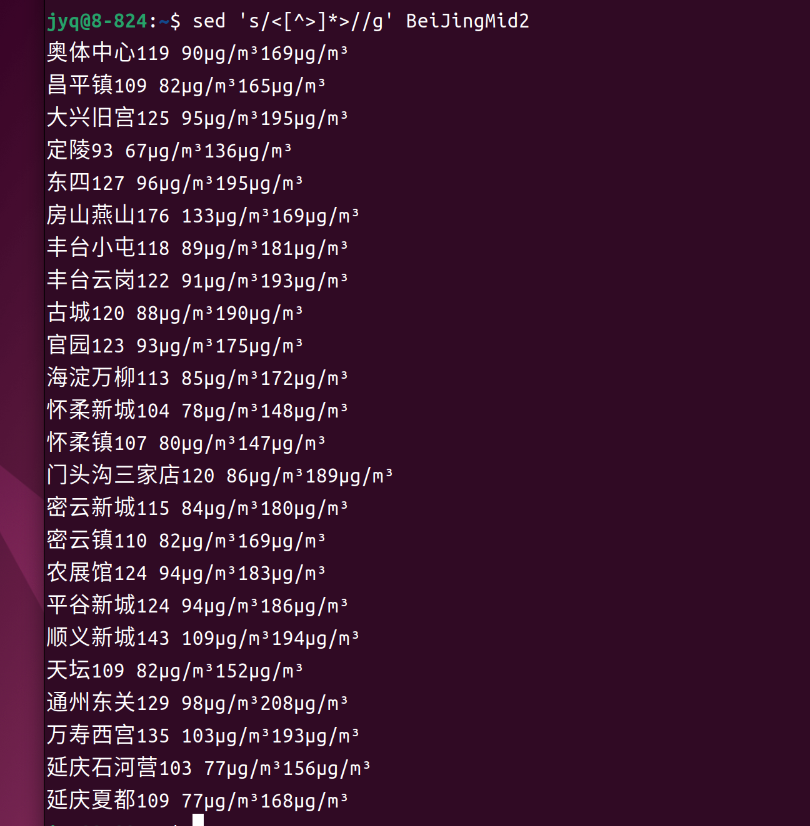 jyq@8-824:~$ sed 's/<[^>]*>//g' BeiJingMid2
奥体中心119 90μg/m³169μg/m³
昌平镇109 82μg/m³165μg/m³
大兴旧宫125 95μg/m³195μg/m³
定陵93 67μg/m³136μg/m³
东四127 96μg/m³195μg/m³
房山燕山176 133μg/m³169μg/m³
丰台小屯118 89μg/m³181μg/m³
丰台云岗122 91μg/m³193μg/m³
古城120 88μg/m³190μg/m³
官园123 93μg/m³175μg/m³
海淀万柳113 85μg/m³172μg/m³
怀柔新城104 78μg/m³148μg/m³
怀柔镇107 80μg/m³147μg/m³
门头沟三家店120 86μg/m³189μg/m³
密云新城115 84μg/m³180μg/m³
密云镇110 82μg/m³169μg/m³
农展馆124 94μg/m³183μg/m³
平谷新城124 94μg/m³186μg/m³
顺义新城143 109μg/m³194μg/m³
天坛109 82μg/m³152μg/m³
通州东关129 98μg/m³208μg/m³
万寿西宫135 103μg/m³193μg/m³
延庆石河营103 77μg/m³156μg/m³
延庆夏都109 77μg/m³168μg/m³